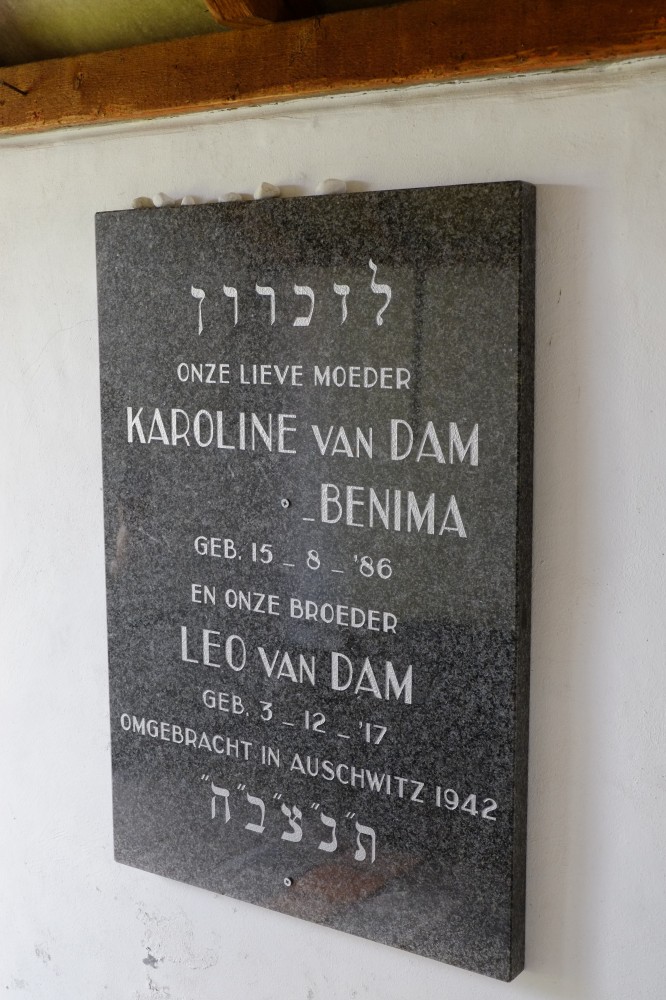 לזכרון
ONZE LIEVE MOEDER
KAROLINE VAN DAM
_BENIMA
GEB. 15 _ 8 _ '86
EN ONZE BROEDER
LEO VAN DAM
GEB. 3 _ 12 _ '17
OMGEBRACHT IN AUSCHWITZ 1942
ת"נ"צ"ב"ה"